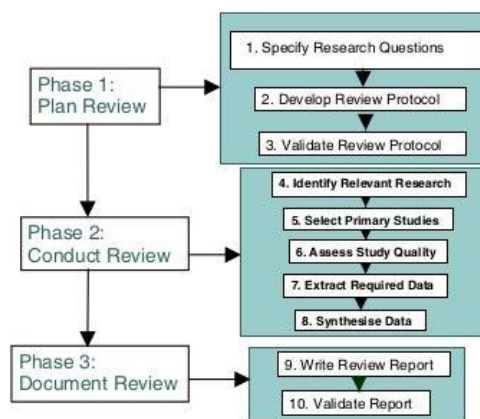 Phase 1:
Plan Review
1. Specify Research Questions
2. Develop Review Protocol
3. Validate Review Protocol
Phase 2:
Conduct Review
4. Identify Relevant Research
5. Select Primary Studies
6. Assess Study Quality
7. Extract Required Data
8. Synthesise Data
Phase 3:
Document Review
9. Write Review Report
10. Validate Report